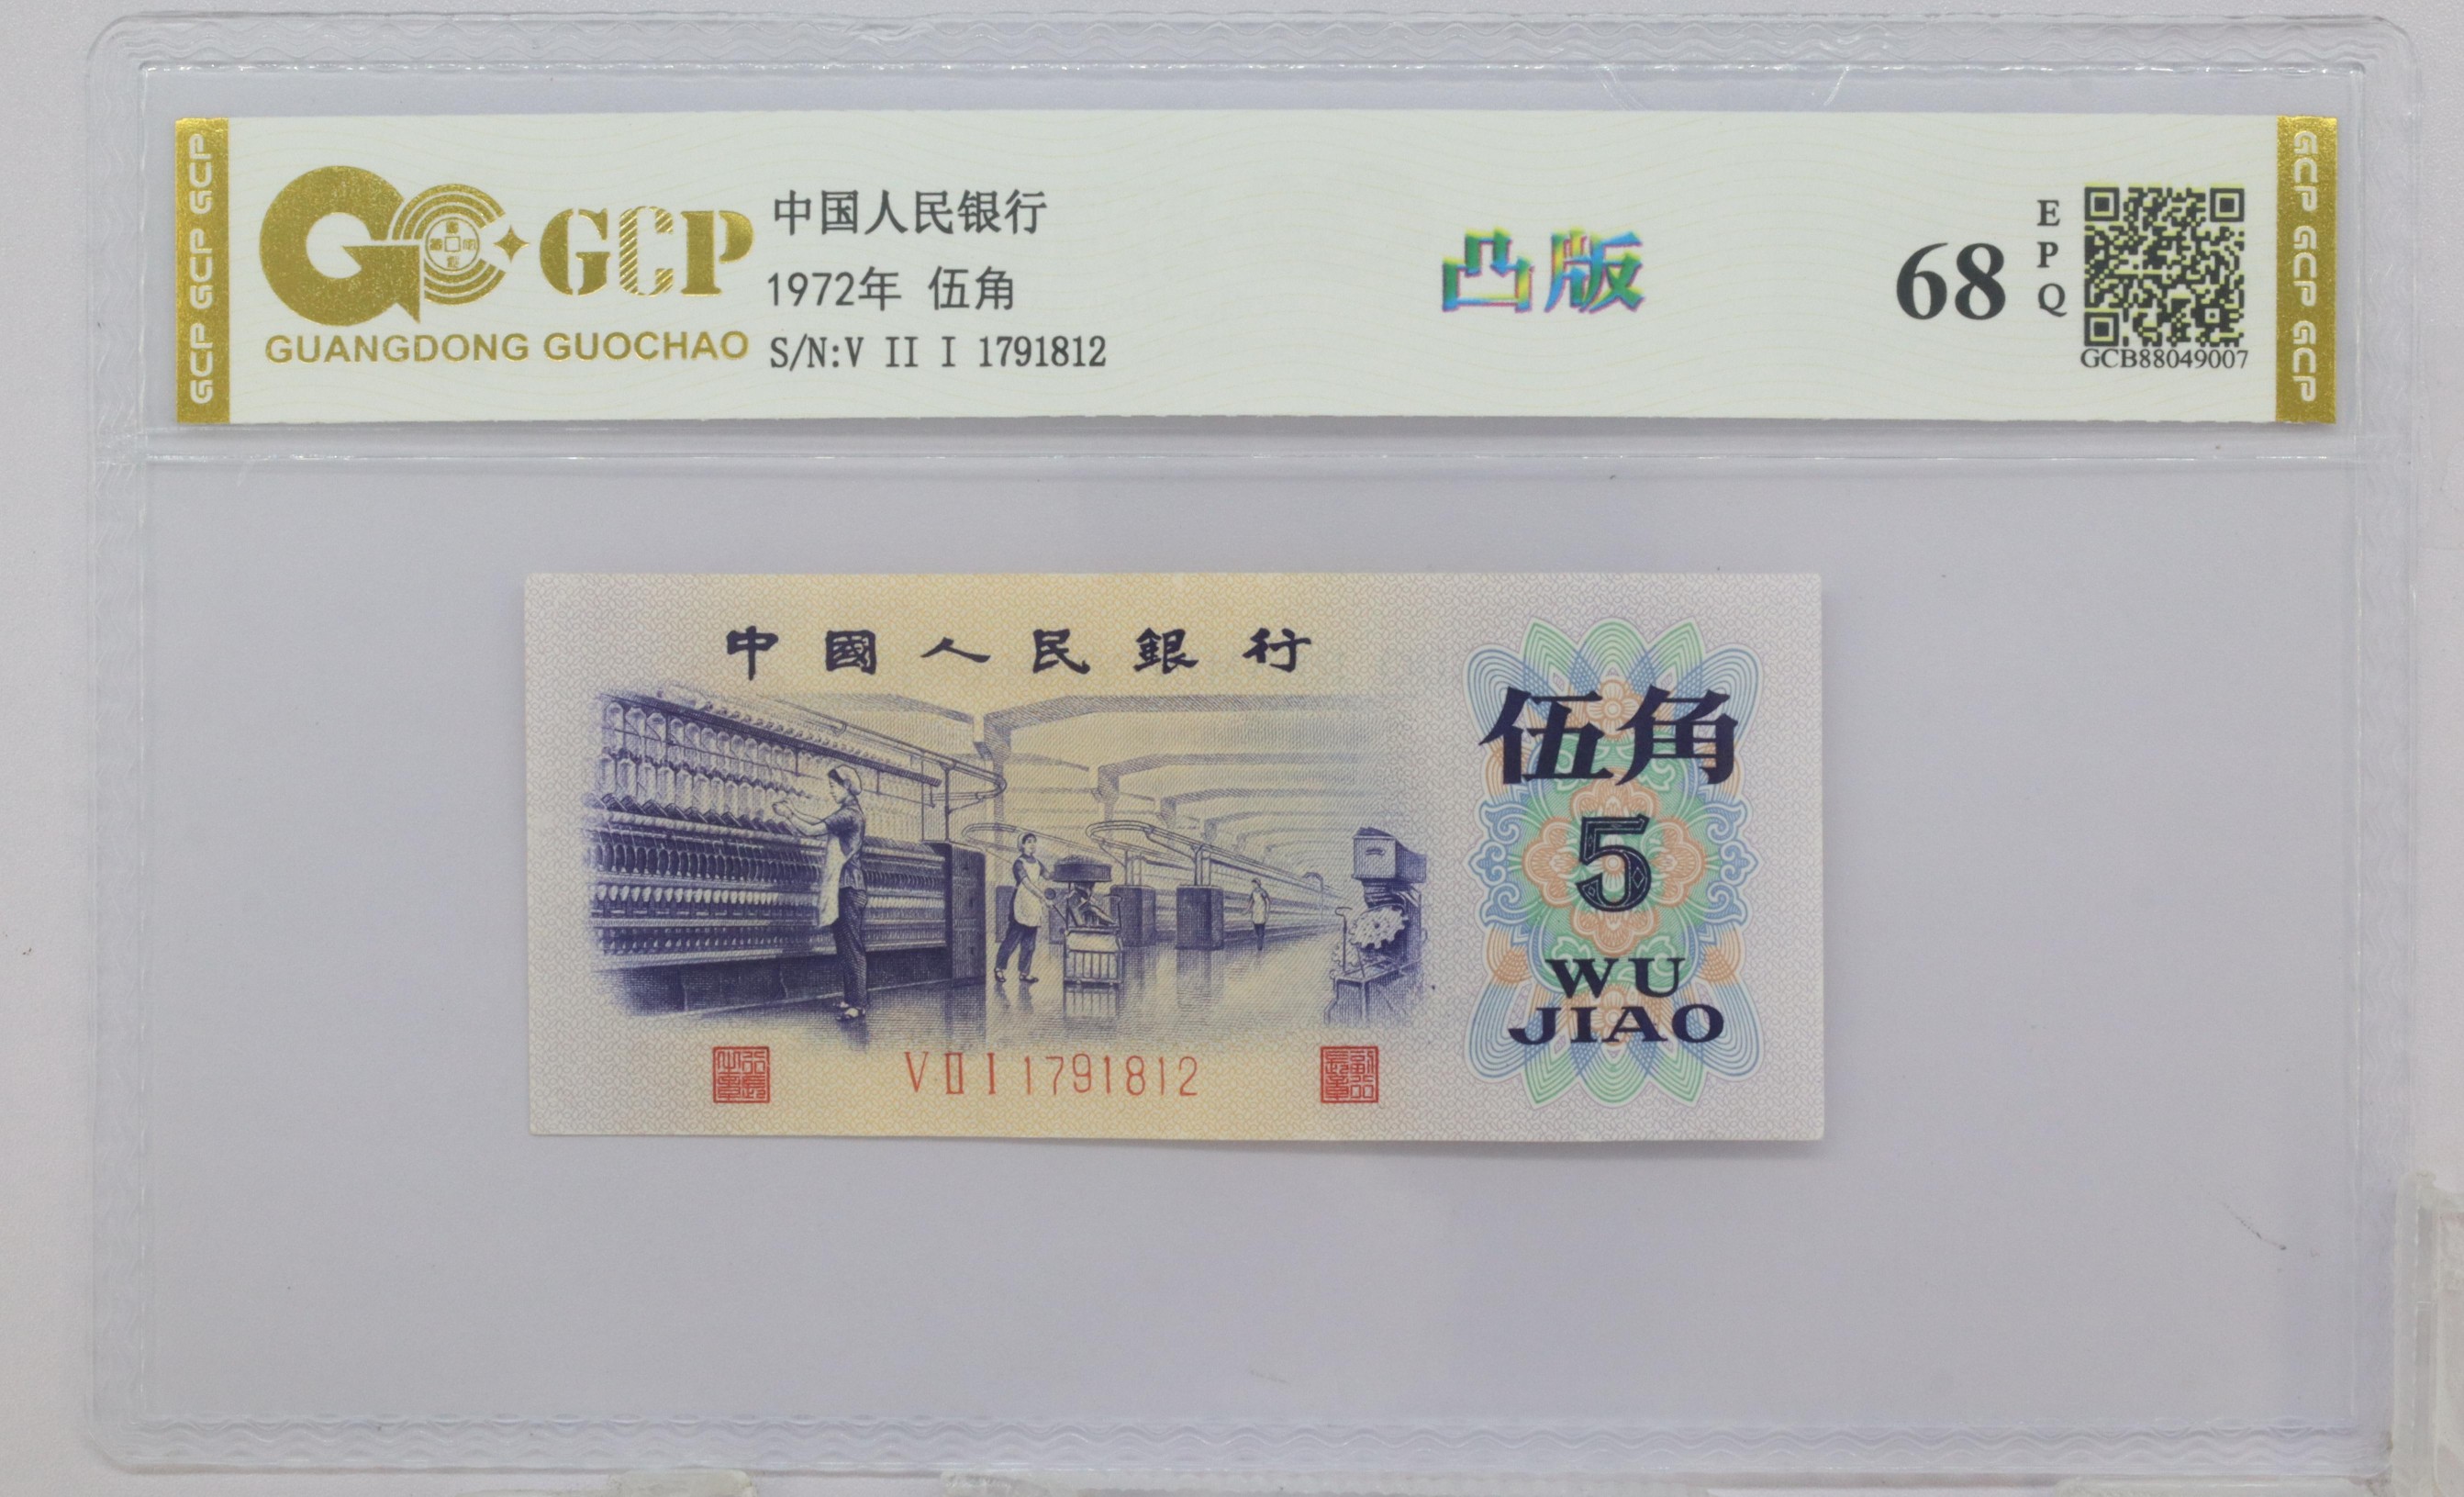 GCP GCP GCP
GCP
GUANGDONG GUOCHAO
中国人民银行
1972年 伍角
S/N:V II I 1791812
凸版
68
EPQ
GCB88049007
GCP GCP GCP
中國人民銀行
伍角
5
WU
JIAO
V II I 1791812